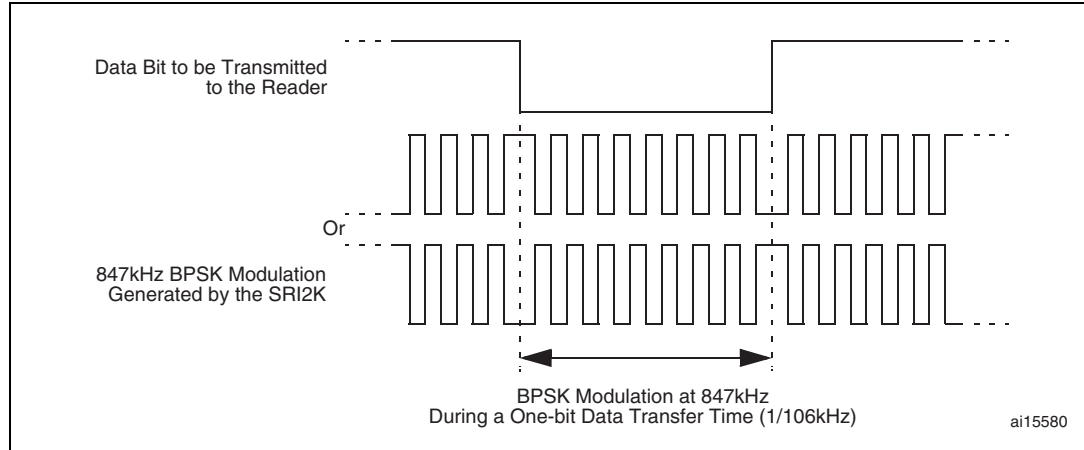 Data Bit to be Transmitted
to the Reader
Or
847kHz BPSK Modulation
Generated by the SRI2K
BPSK Modulation at 847kHz
During a One-bit Data Transfer Time (1/106kHz)
ai15580